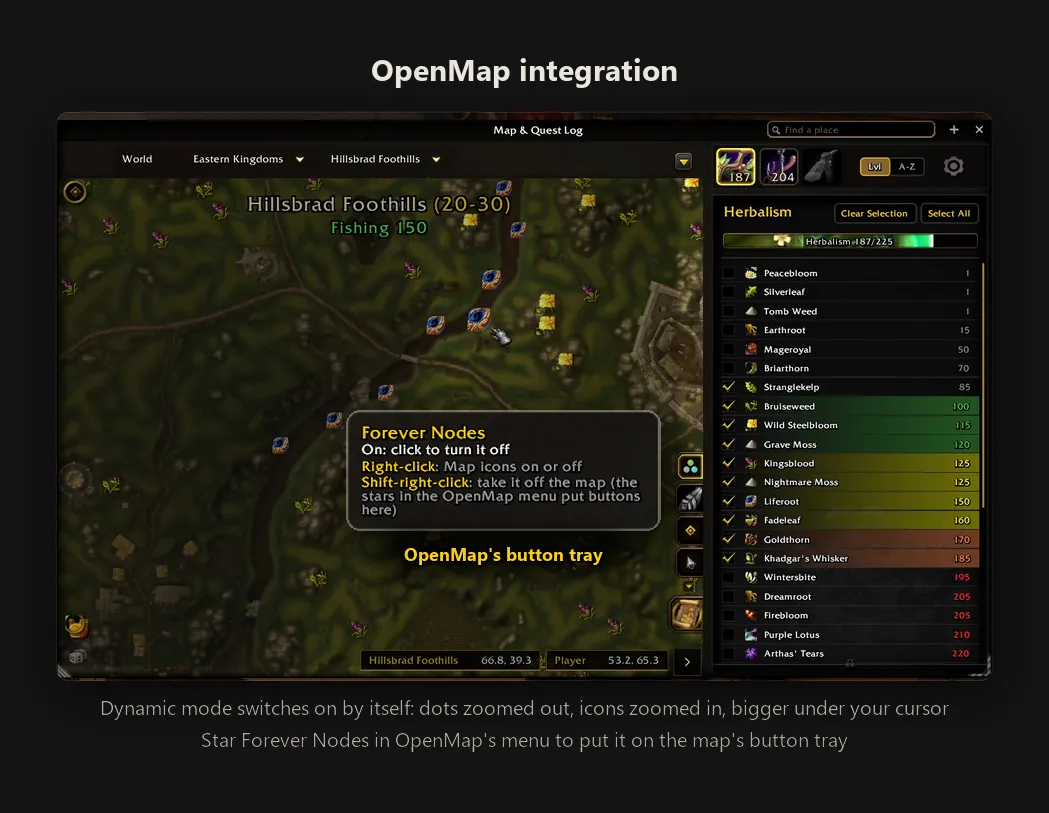 OpenMap integration
Map & Quest Log
Find a place
World
Eastern Kingdoms
Hillsbrad Foothills
187
204
Lvl
A-Z
Hillsbrad Foothills (20-30)
Fishing 150
Herbalism
Clear Selection
Select All
Herbalism 187/225
Peacebloom 1
Silverleaf 1
Tomb Weed 1
Earthroot 15
Mageroyal 50
Briarthorn 70
Stranglekelp 85
Bruiseweed 100
Wild Steelbloom 115
Grave Moss 120
Kingsblood 125
Nightmare Moss 125
Liferoot 150
Fadeleaf 160
Goldthorn 170
Khadgar's Whisker 185
Wintersbite 195
Dreamroot 205
Firebloom 205
Purple Lotus 210
Arthas' Tears 220
Forever Nodes
On: click to turn it off
Right-click: Map icons on or off
Shift-right-click: take it off the map (the
stars in the OpenMap menu put buttons
here)
OpenMap's button tray
Hillsbrad Foothills 66.8, 39.3
Player 53.2, 65.3
Dynamic mode switches on by itself: dots zoomed out, icons zoomed in, bigger under your cursor
Star Forever Nodes in OpenMap's menu to put it on the map's button tray